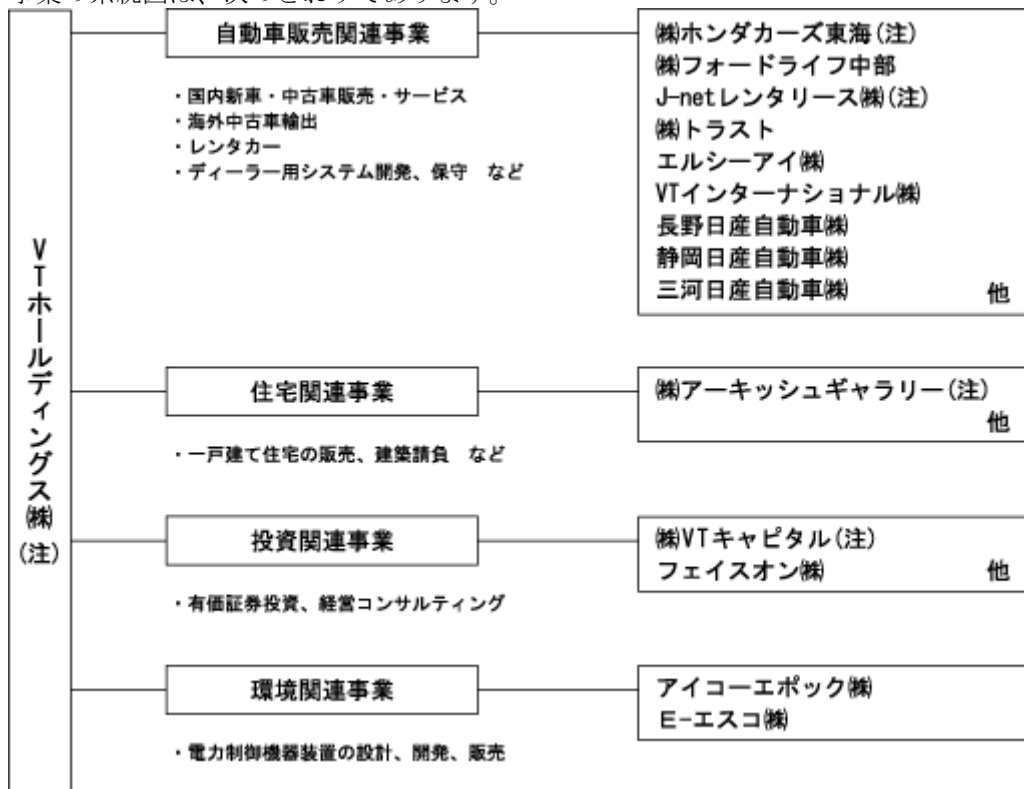 事業の系統図は、次のとおりであります。
VTホールディングス㈱(注)
自動車販売関連事業
・国内新車・中古車販売・サービス
・海外中古車輸出
・レンタカー
・ディーラー用システム開発、保守　など
㈱ホンダカーズ東海(注)
㈱フォードライフ中部
J-netレンタリース㈱(注)
㈱トラスト
エルシーアイ㈱
VTインターナショナル㈱
長野日産自動車㈱
静岡日産自動車㈱
三河日産自動車㈱　他
住宅関連事業
・一戸建て住宅の販売、建築請負　など
㈱アーキッシュギャラリー(注)
他
投資関連事業
・有価証券投資、経営コンサルティング
㈱VTキャピタル(注)
フェイスオン㈱　他
環境関連事業
・電力制御機器装置の設計、開発、販売
アイコーエポック㈱
E-エスコ㈱